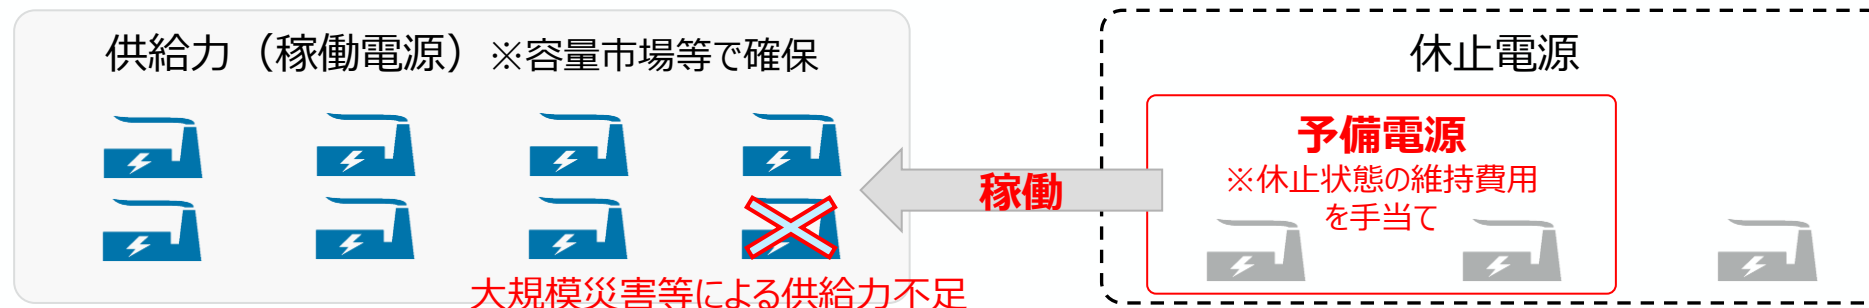 供給力（稼働電源）※容量市場等で確保
大規模災害等による供給力不足
稼働
休止電源
予備電源
※休止状態の維持費用
を手当て